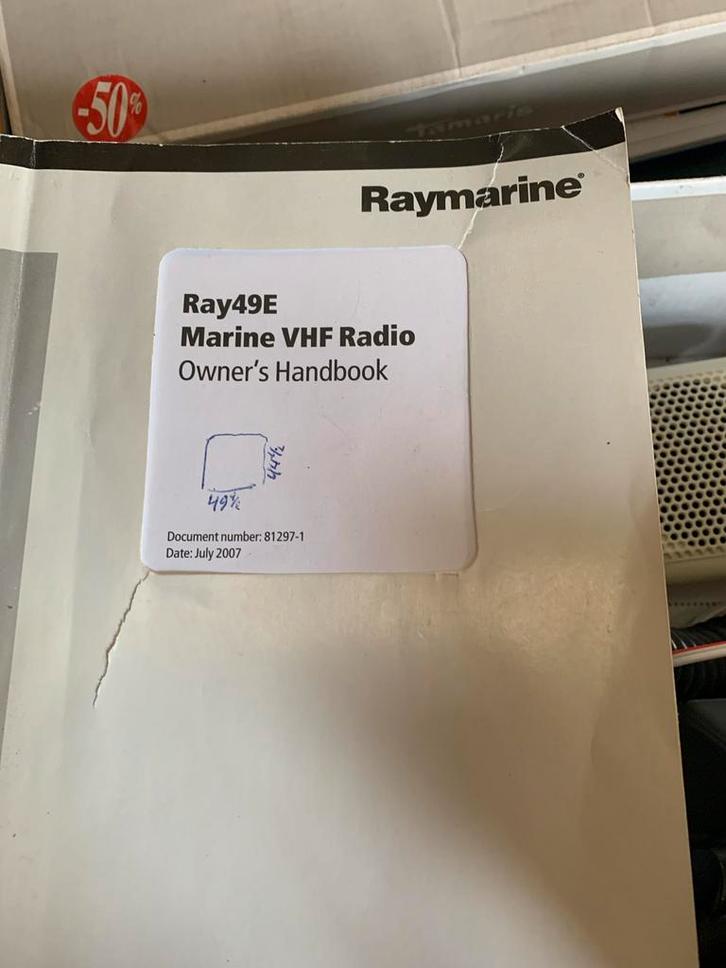 -50%
Tamaris
Raymarine®
Ray49E
Marine VHF Radio
Owner's Handbook
44½
49½
Document number: 81297-1
Date: July 2007